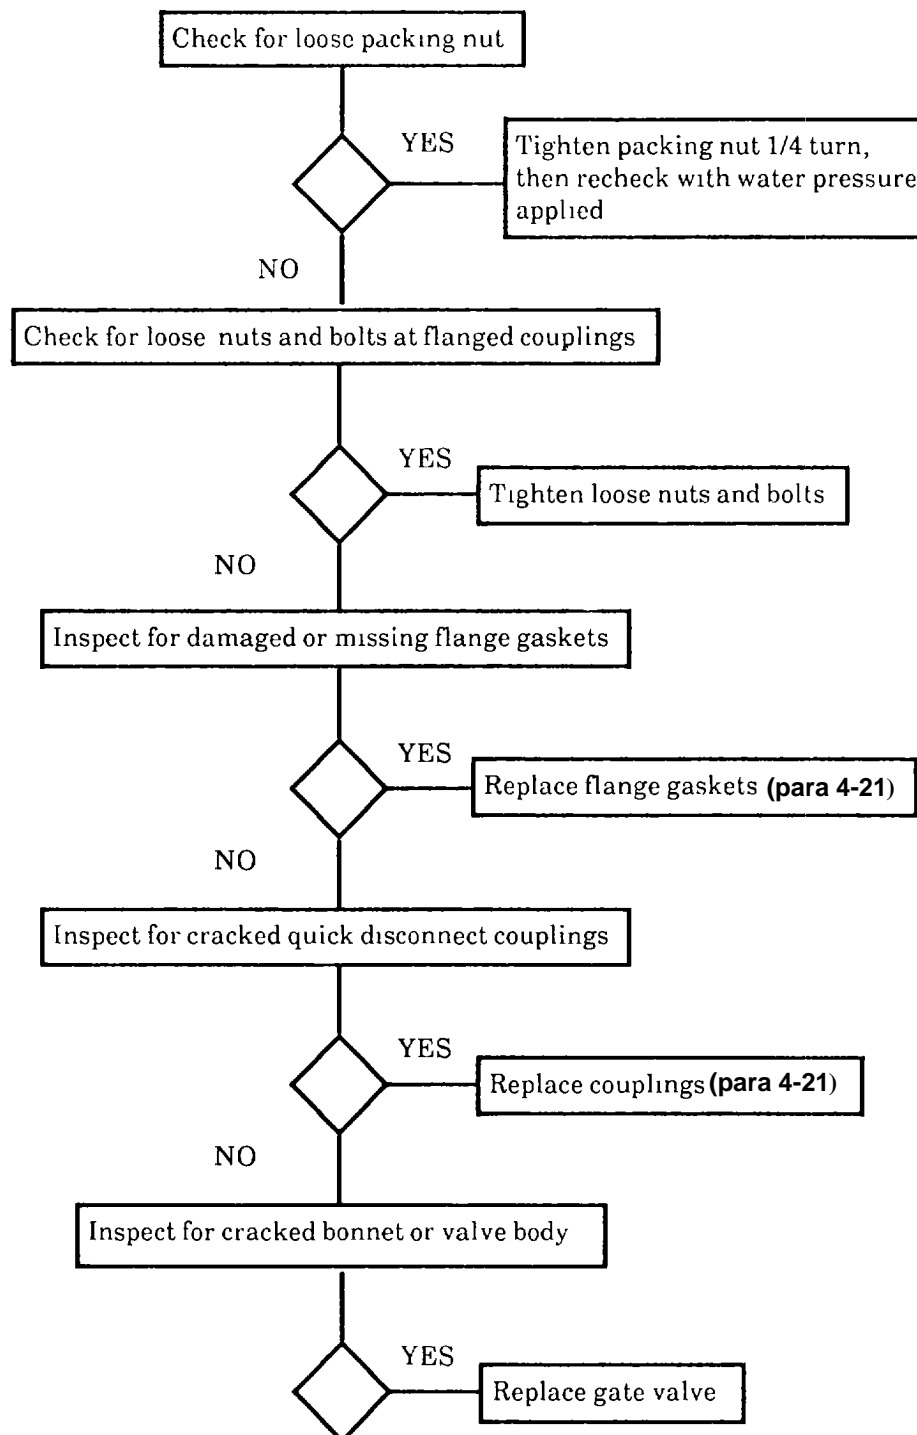 Check for loose packing nut
YES
Tighten packing nut 1/4 turn,
then recheck with water pressure
applied
NO
Check for loose nuts and bolts at flanged couplings
YES
Tighten loose nuts and bolts
NO
Inspect for damaged or missing flange gaskets
YES
Replace flange gaskets (para 4-21)
NO
Inspect for cracked quick disconnect couplings
YES
Replace couplings (para 4-21)
NO
Inspect for cracked bonnet or valve body
YES
Replace gate valve